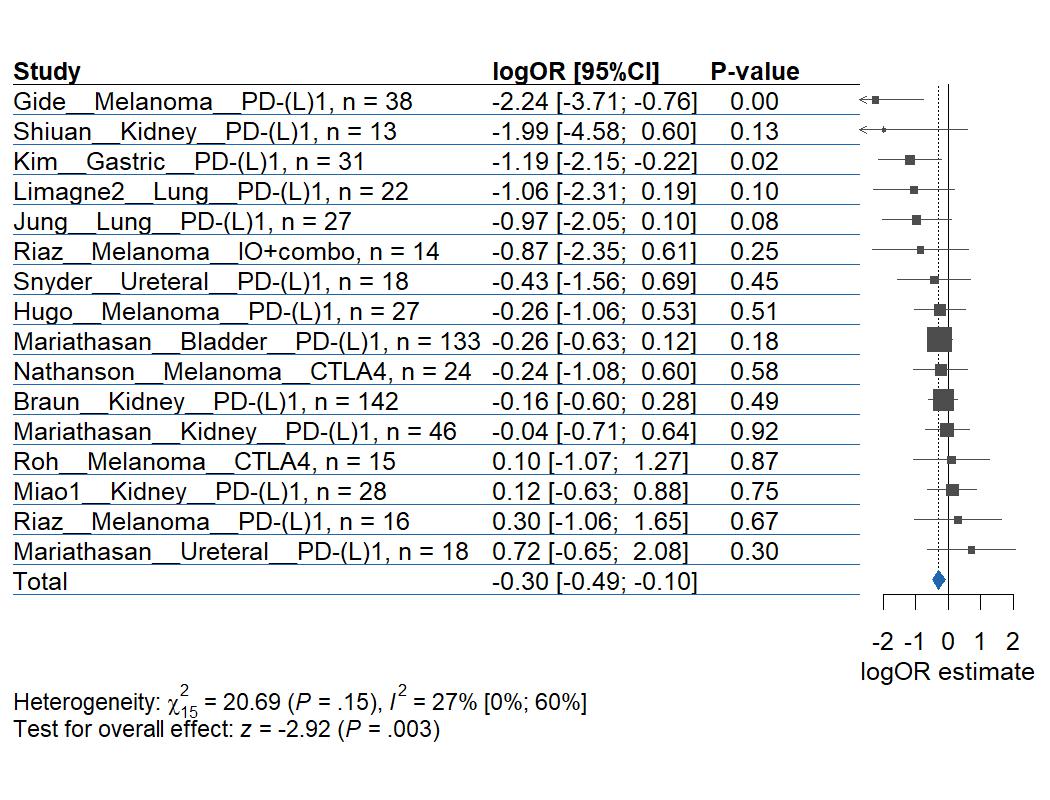 Study logOR [95%CI] P-value
Gide__Melanoma__PD-(L)1, n = 38 -2.24 [-3.71; -0.76] 0.00
Shiuan__Kidney__PD-(L)1, n = 13 -1.99 [-4.58; 0.60] 0.13
Kim__Gastric__PD-(L)1, n = 31 -1.19 [-2.15; -0.22] 0.02
Limagne2__Lung__PD-(L)1, n = 22 -1.06 [-2.31; 0.19] 0.10
Jung__Lung__PD-(L)1, n = 27 -0.97 [-2.05; 0.10] 0.08
Riaz__Melanoma__IO+combo, n = 14 -0.87 [-2.35; 0.61] 0.25
Snyder__Ureteral__PD-(L)1, n = 18 -0.43 [-1.56; 0.69] 0.45
Hugo__Melanoma__PD-(L)1, n = 27 -0.26 [-1.06; 0.53] 0.51
Mariathasan__Bladder__PD-(L)1, n = 133 -0.26 [-0.63; 0.12] 0.18
Nathanson__Melanoma__CTLA4, n = 24 -0.24 [-1.08; 0.60] 0.58
Braun__Kidney__PD-(L)1, n = 142 -0.16 [-0.60; 0.28] 0.49
Mariathasan__Kidney__PD-(L)1, n = 46 -0.04 [-0.71; 0.64] 0.92
Roh__Melanoma__CTLA4, n = 15 0.10 [-1.07; 1.27] 0.87
Miao1__Kidney__PD-(L)1, n = 28 0.12 [-0.63; 0.88] 0.75
Riaz__Melanoma__PD-(L)1, n = 16 0.30 [-1.06; 1.65] 0.67
Mariathasan__Ureteral__PD-(L)1, n = 18 0.72 [-0.65; 2.08] 0.30
Total -0.30 [-0.49; -0.10]
-2 -1 0 1 2
logOR estimate
Heterogeneity: χ²₁₅ = 20.69 (P = .15), I² = 27% [0%; 60%]
Test for overall effect: z = -2.92 (P = .003)